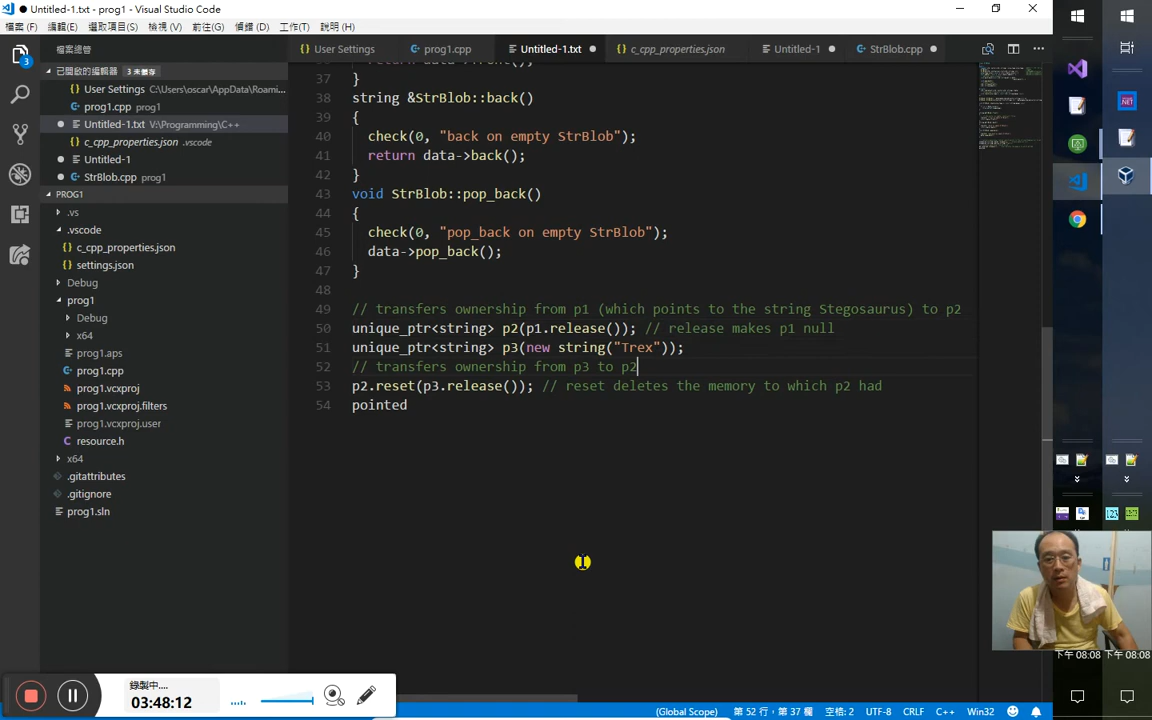 Untitled-1.txt - prog1 - Visual Studio Code
檔案(F) 編輯(E) 選取項目(S) 檢視(V) 前往(G) 偵錯(D) 工作(T) 說明(H)
檔案總管
User Settings
prog1.cpp
Untitled-1.txt
c_cpp_properties.json
Untitled-1
StrBlob.cpp
3
已開啟的編輯器 3 未儲存
User Settings C:\Users\oscar\AppData\Roami...
prog1.cpp prog1
Untitled-1.txt V:\Programming\C++
c_cpp_properties.json .vscode
Untitled-1
StrBlob.cpp prog1
PROG1
.vs
.vscode
c_cpp_properties.json
settings.json
Debug
prog1
Debug
x64
prog1.aps
prog1.cpp
prog1.vcxproj
prog1.vcxproj.filters
prog1.vcxproj.user
resource.h
x64
.gitattributes
.gitignore
prog1.sln
37 }
38 string &StrBlob::back()
39 {
40 check(0, "back on empty StrBlob");
41 return data->back();
42 }
43 void StrBlob::pop_back()
44 {
45 check(0, "pop_back on empty StrBlob");
46 data->pop_back();
47 }
48
49 // transfers ownership from p1 (which points to the string Stegosaurus) to p2
50 unique_ptr<string> p2(p1.release()); // release makes p1 null
51 unique_ptr<string> p3(new string("Trex"));
52 // transfers ownership from p3 to p2
53 p2.reset(p3.release()); // reset deletes the memory to which p2 had
54 pointed
錄製中....
03:48:12
(Global Scope) 第 52 行，第 37 欄 空格: 2 UTF-8 CRLF C++ Win32
下午 08:08 下午 08:08